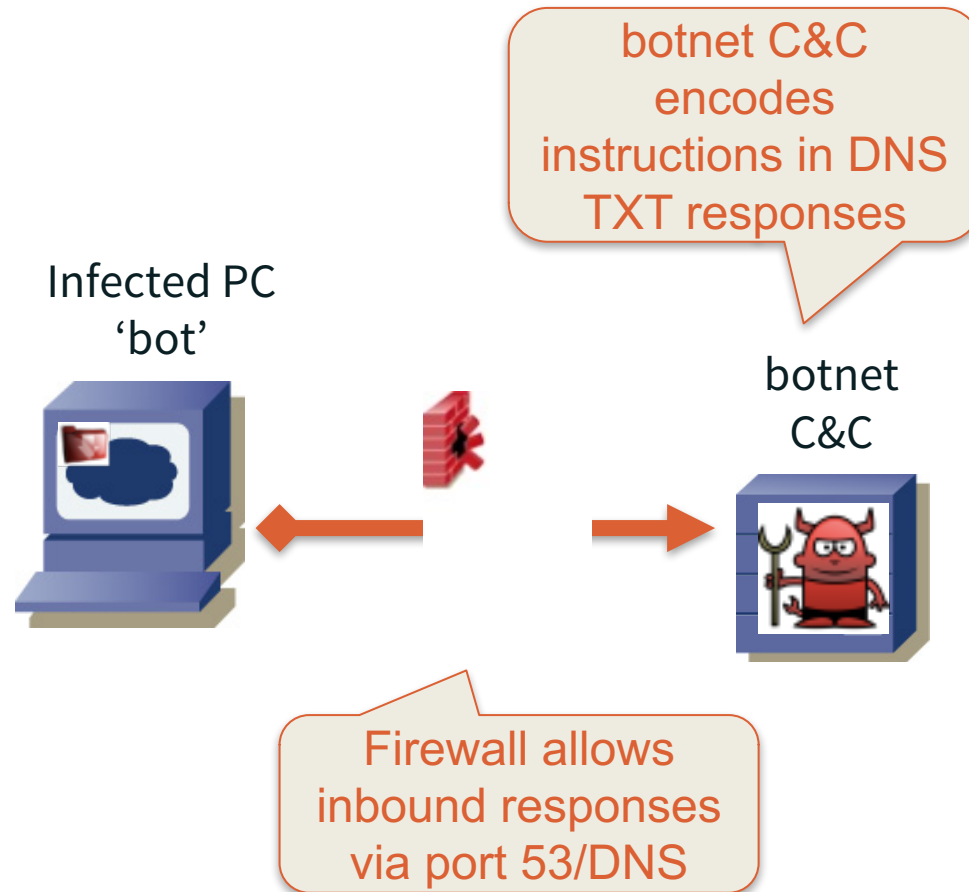 botnet C&C
encodes
instructions in DNS
TXT responses
Infected PC
‘bot’
botnet
C&C
Firewall allows
inbound responses
via port 53/DNS